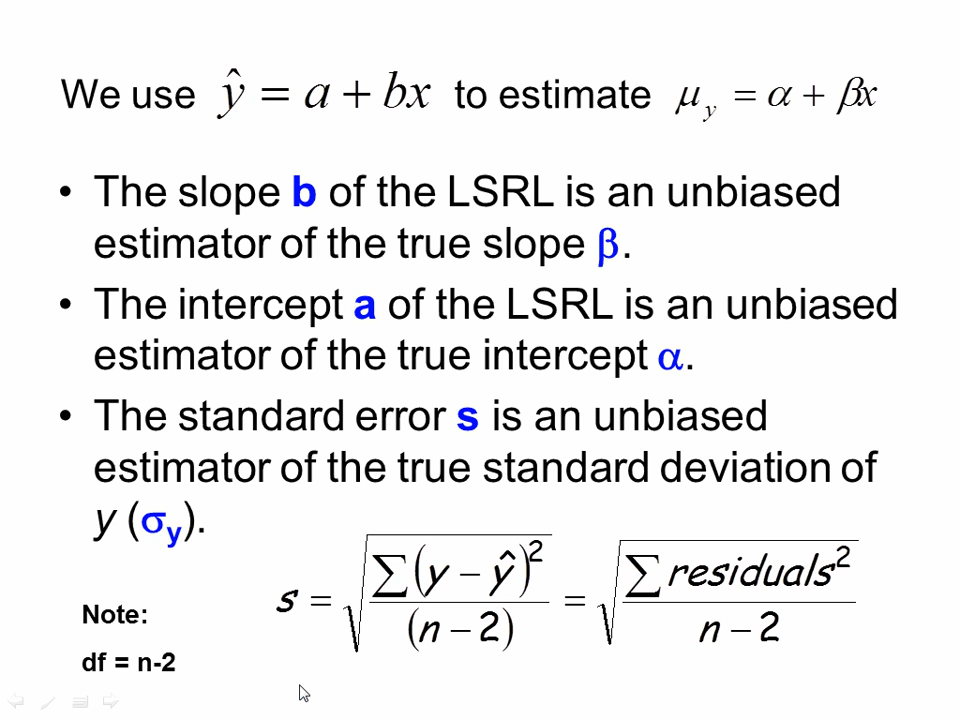 We use ŷ = a + bx to estimate μ_y = α + βx
• The slope b of the LSRL is an unbiased
estimator of the true slope β.
• The intercept a of the LSRL is an unbiased
estimator of the true intercept α.
• The standard error s is an unbiased
estimator of the true standard deviation of
y (σ_y).
s = √(∑(y − ŷ)² / (n − 2)) = √(∑residuals² / n − 2)
Note:
df = n-2